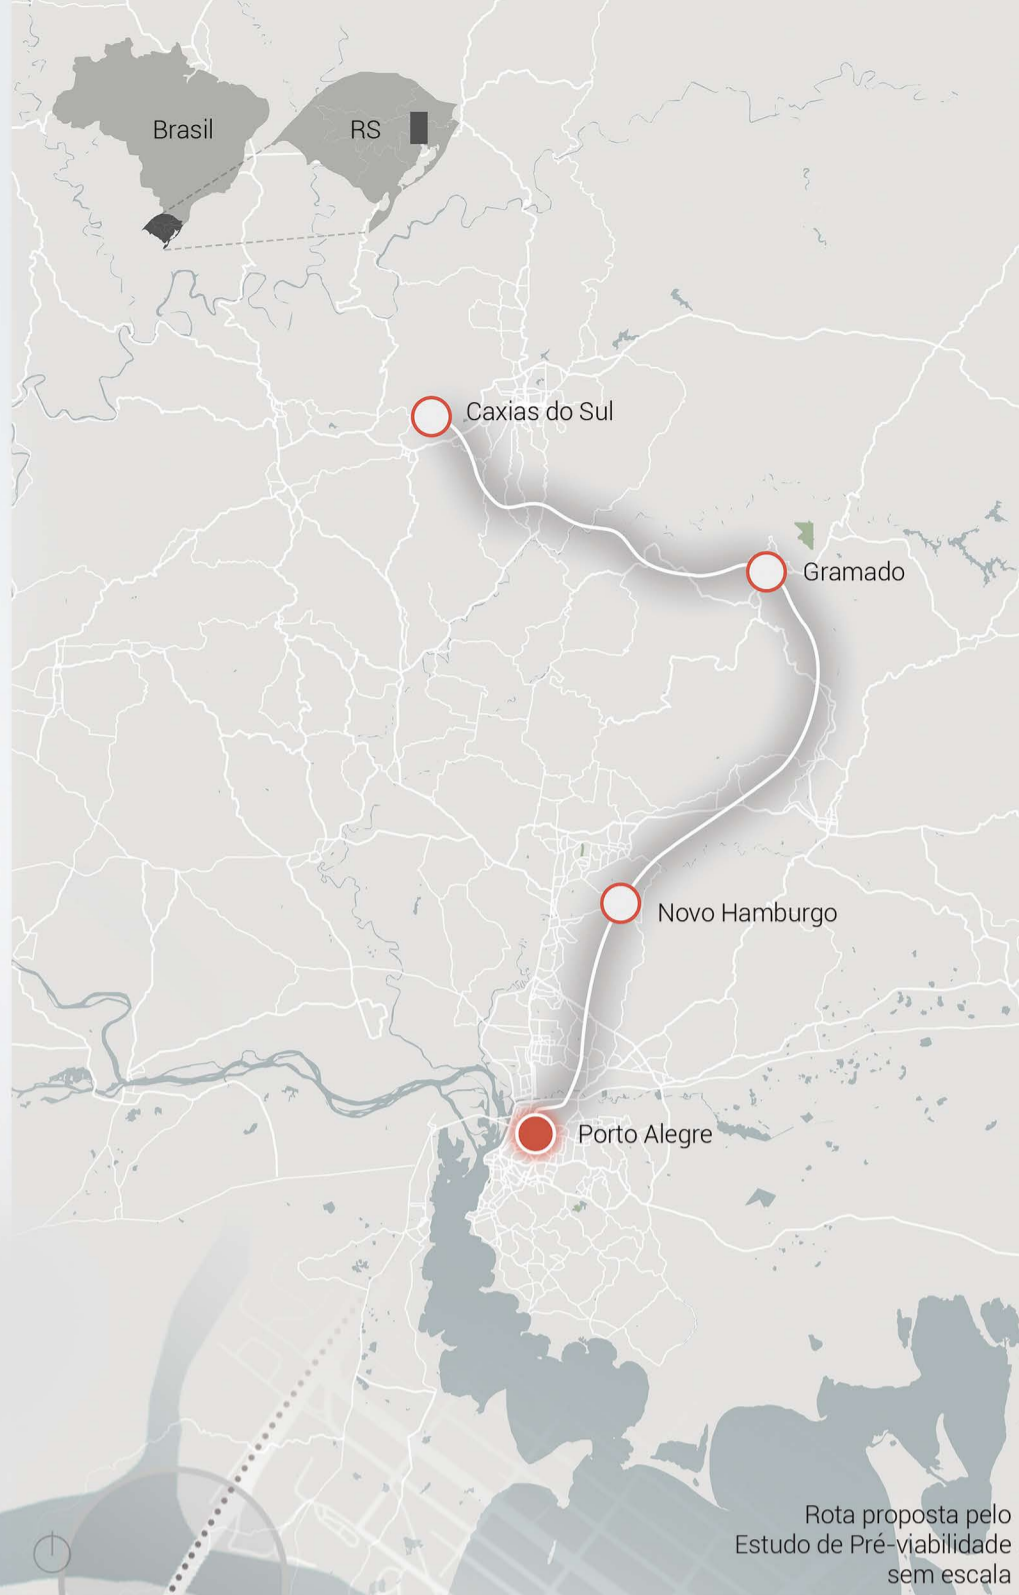 Brasil
RS
Caxias do Sul
Gramado
Novo Hamburgo
Porto Alegre
Rota proposta pelo
Estudo de Pré-viabilidade
sem escala